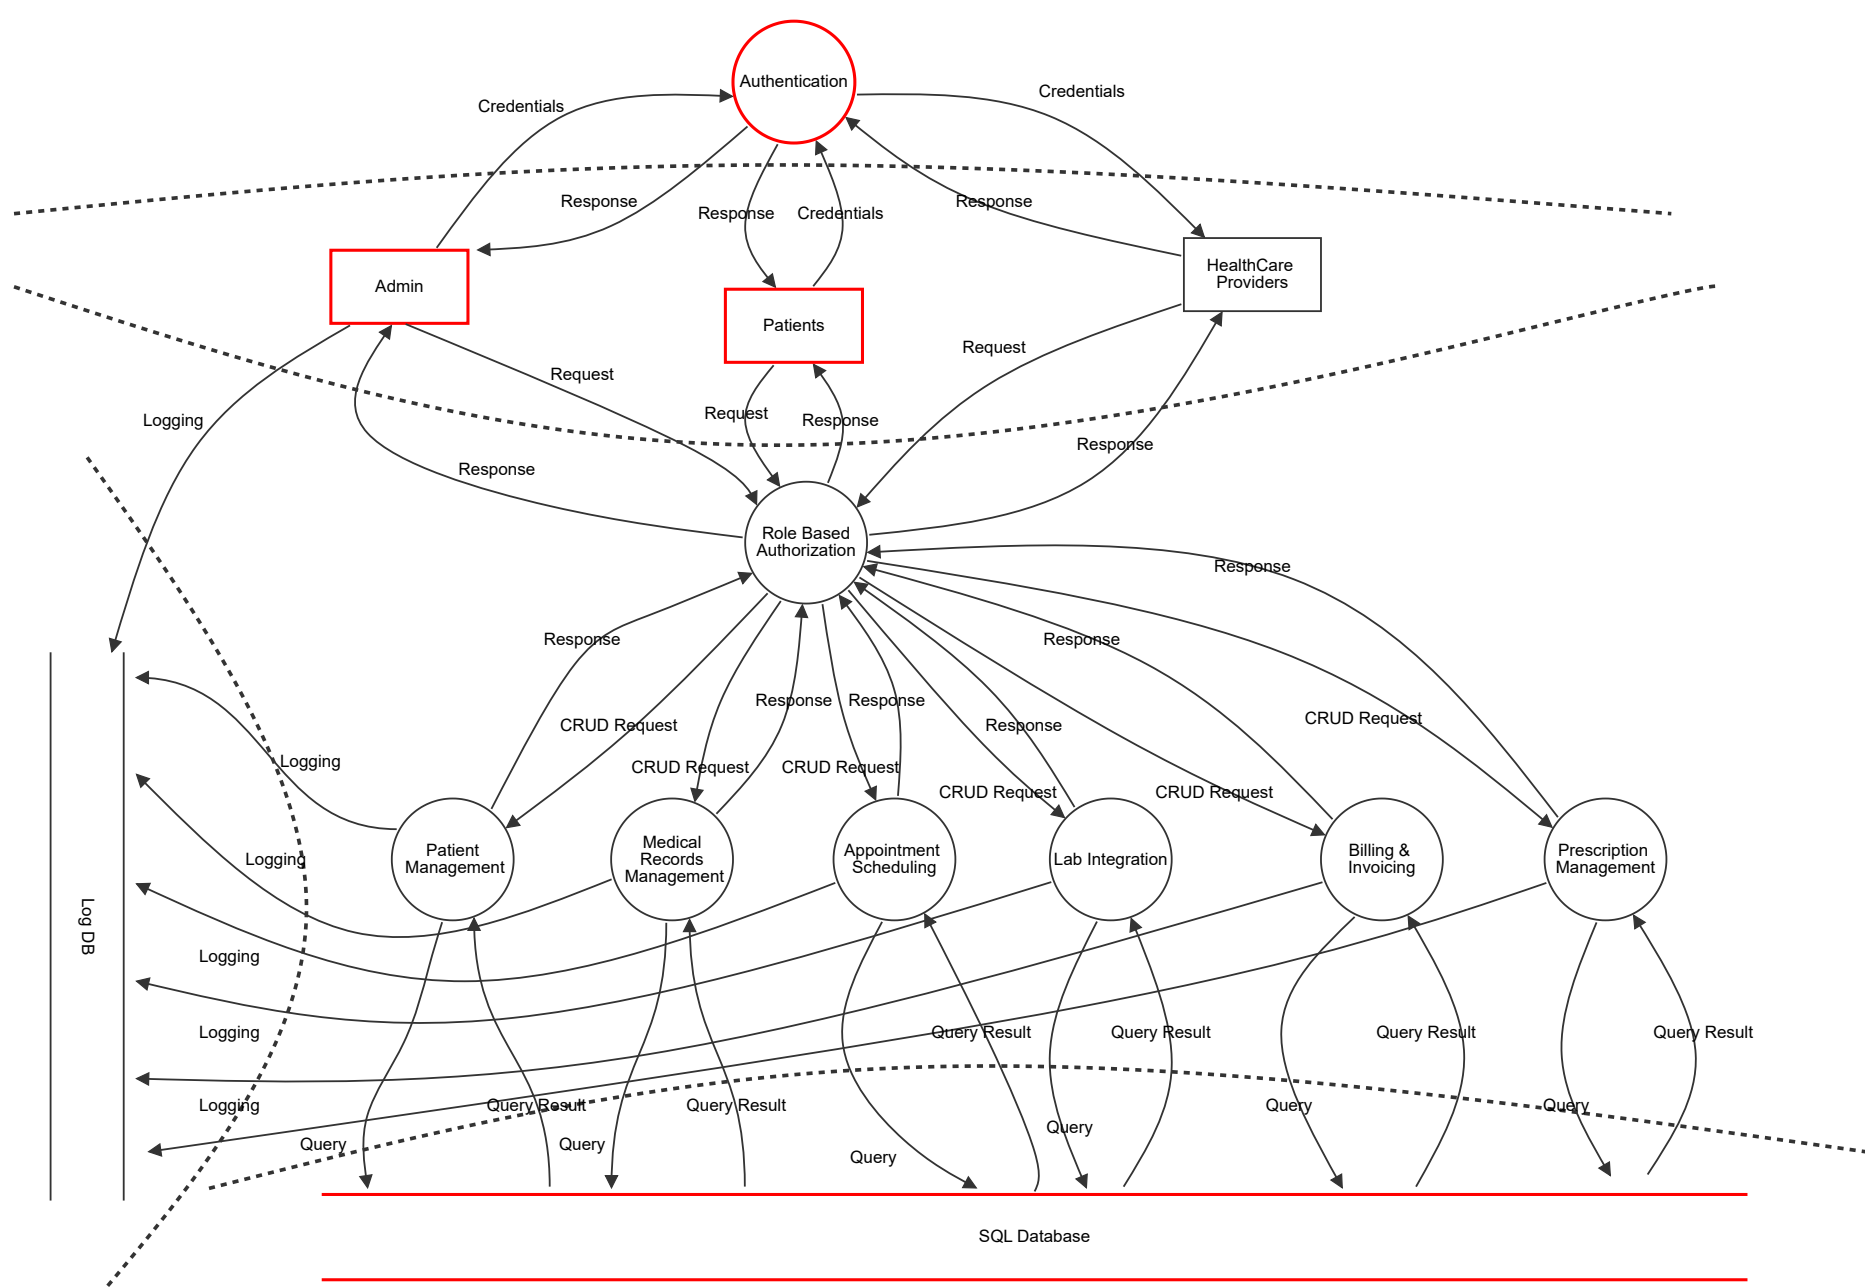 Authentication
Credentials
Credentials
Response
Response
Credentials
Response
HealthCare
Providers
Admin
Patients
Request
Request
Request
Response
Logging
Response
Response
Role Based
Authorization
Response
Response
Response
Response
Response
Response
CRUD Request
CRUD Request
CRUD Request
CRUD Request
CRUD Request
CRUD Request
Logging
Patient
Management
Medical
Records
Management
Appointment
Scheduling
Lab Integration
Billing &
Invoicing
Prescription
Management
Logging
Log DB
Logging
Logging
Query Result
Query Result
Query Result
Query Result
Logging
Query Result
Query Result
Query
Query
Query
Query
Query
Query
SQL Database